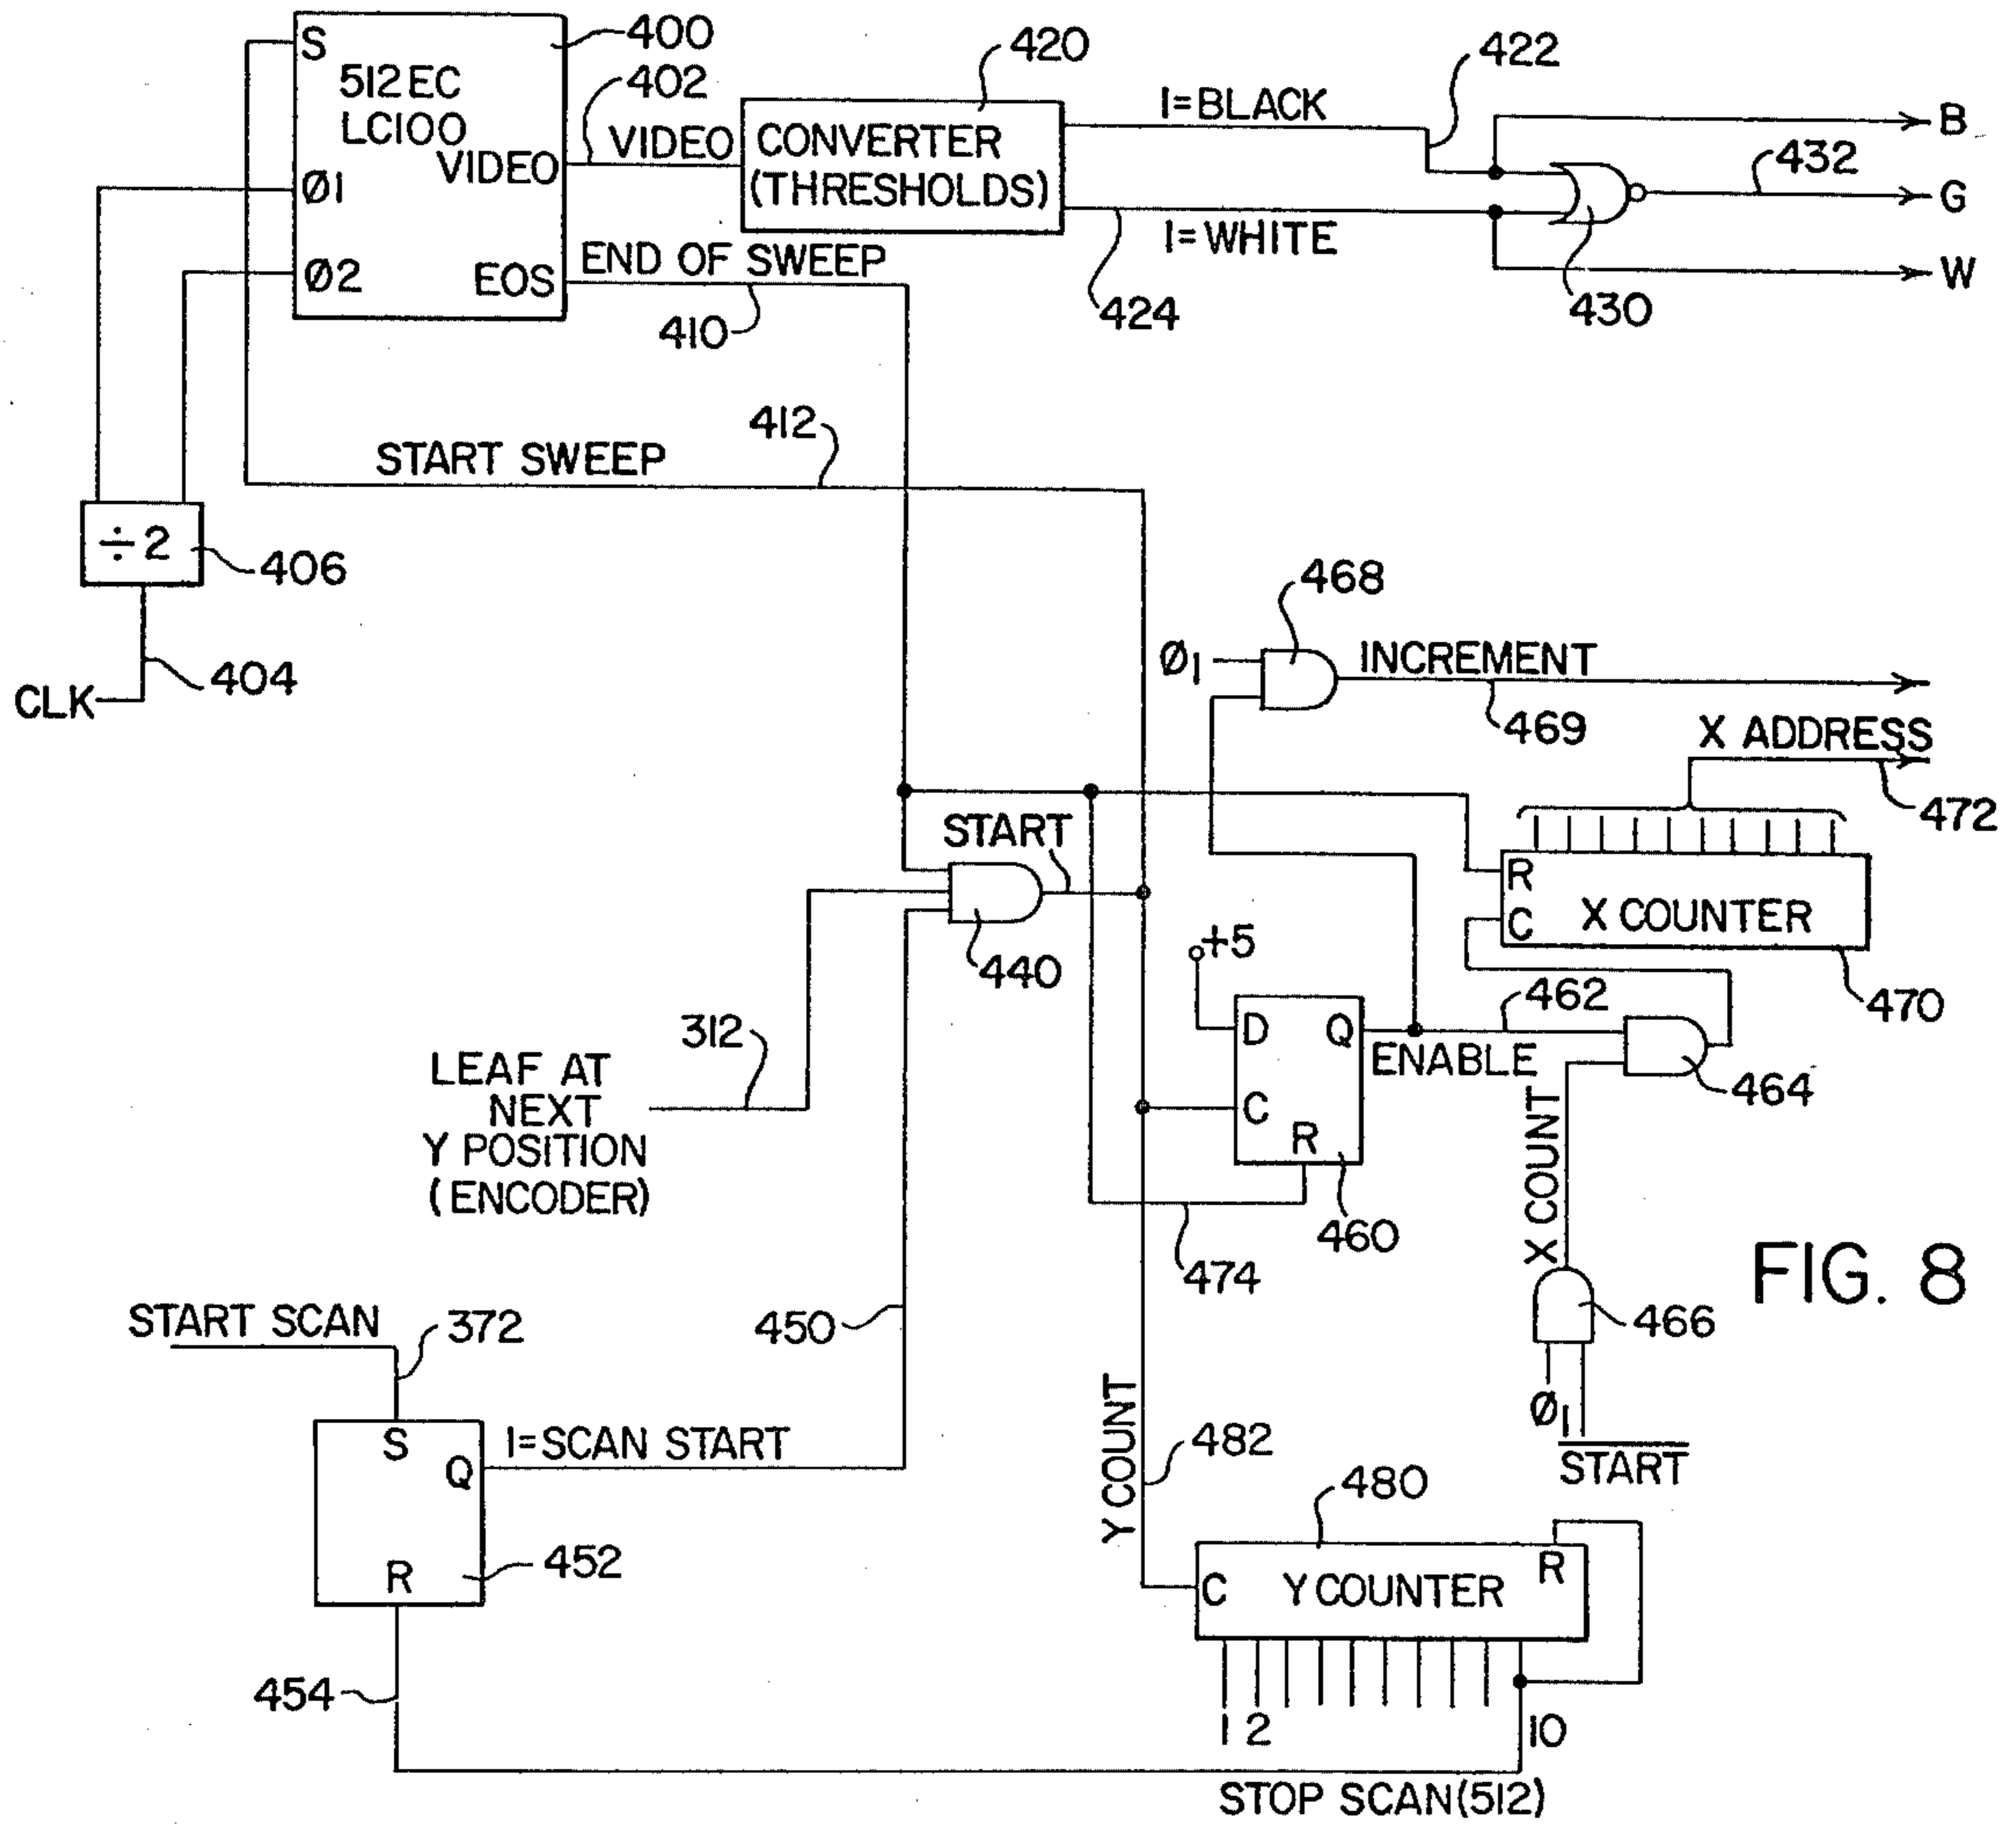 S
512EC
LC100
VIDEO
Ø1
Ø2
EOS
400
402
VIDEO
420
CONVERTER
(THRESHOLDS)
1=BLACK
422
B
432
G
1=WHITE
W
424
430
END OF SWEEP
410
412
START SWEEP
÷2
406
404
CLK
468
Ø1
INCREMENT
469
X ADDRESS
472
START
R
C
X COUNTER
470
440
+5
312
LEAF AT
NEXT
Y POSITION
(ENCODER)
D
Q
C
R
462
ENABLE
464
460
474
X COUNT
466
Ø1
START
FIG. 8
START SCAN
372
450
S
Q
R
1=SCAN START
452
454
Y COUNT
482
480
C
Y COUNTER
R
1 2
10
STOP SCAN(512)